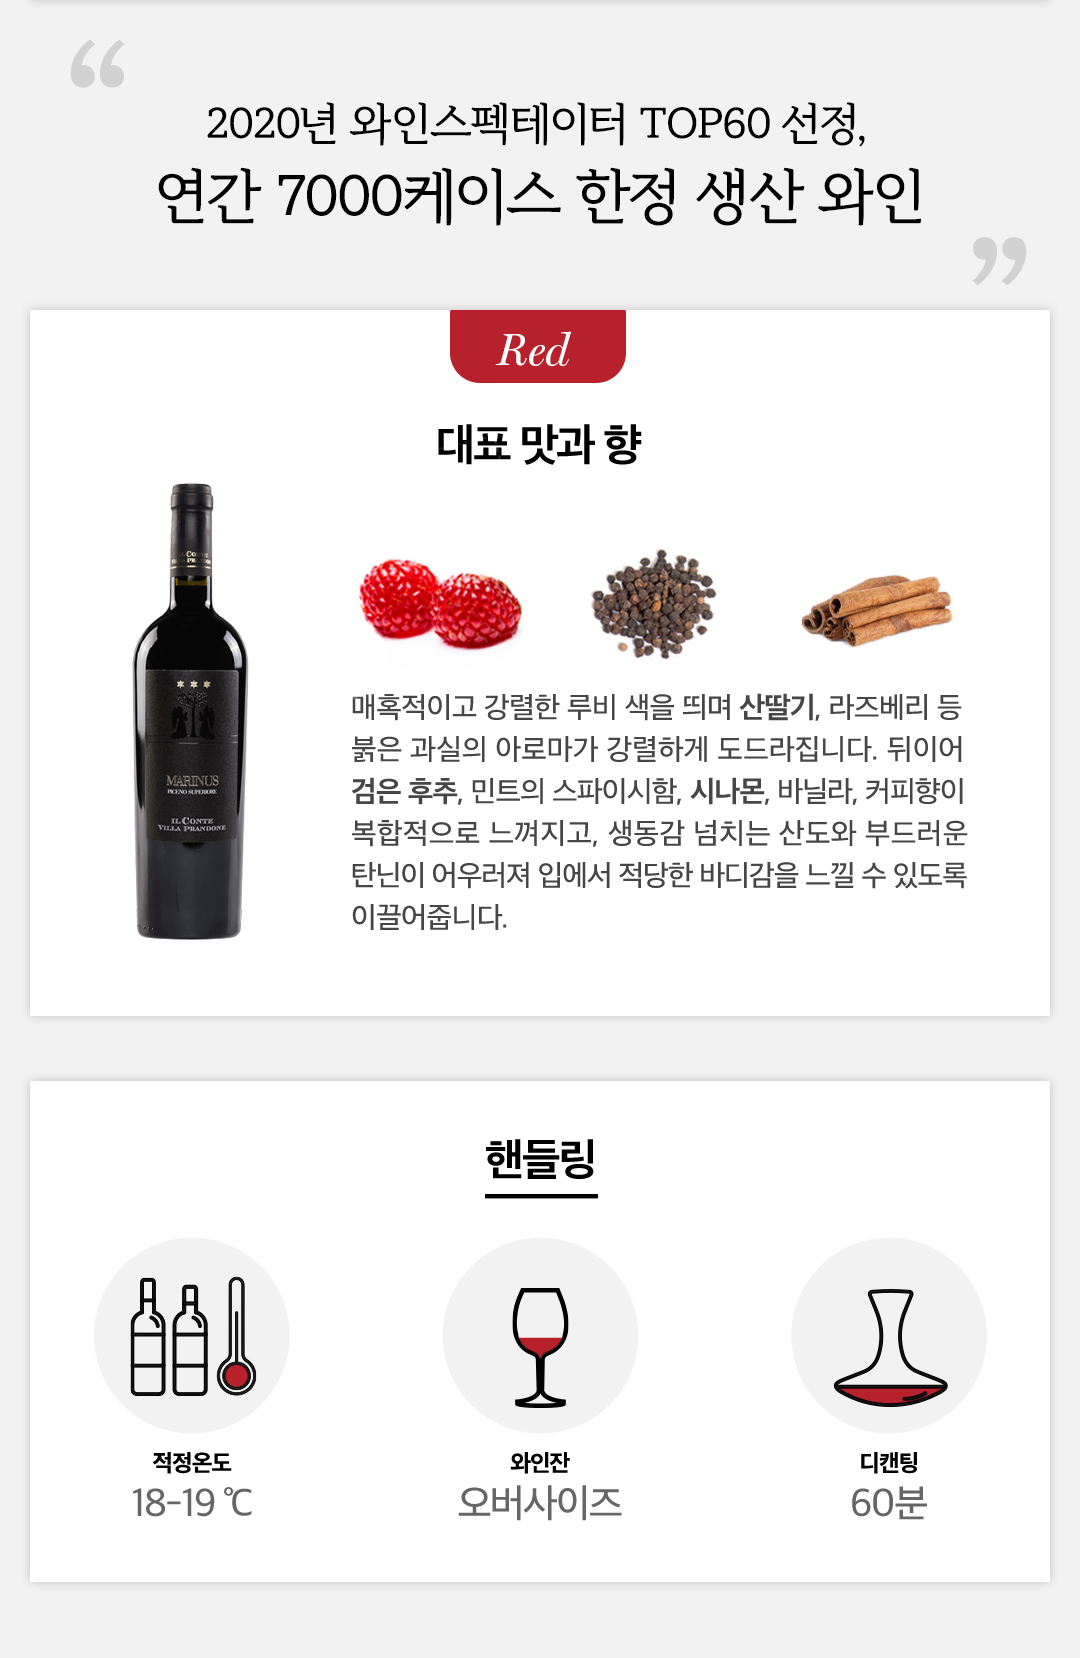 “
2020년 와인스펙테이터 TOP60 선정,
연간 7000케이스 한정 생산 와인
”
Red
대표 맛과 향
IL CONTE
VILLA PRANDONE
매혹적이고 강렬한 루비 색을 띄며 산딸기, 라즈베리 등
붉은 과실의 아로마가 강렬하게 도드라집니다. 뒤이어
검은 후추, 민트의 스파이시함, 시나몬, 바닐라, 커피향이
복합적으로 느껴지고, 생동감 넘치는 산도와 부드러운
탄닌이 어우러져 입에서 적당한 바디감을 느낄 수 있도록
이끌어줍니다.
MARINUS
PICENO SUPERIORE
IL CONTE
VILLA PRANDONE
핸들링
적정온도
18-19 ℃
와인잔
오버사이즈
디캔팅
60분